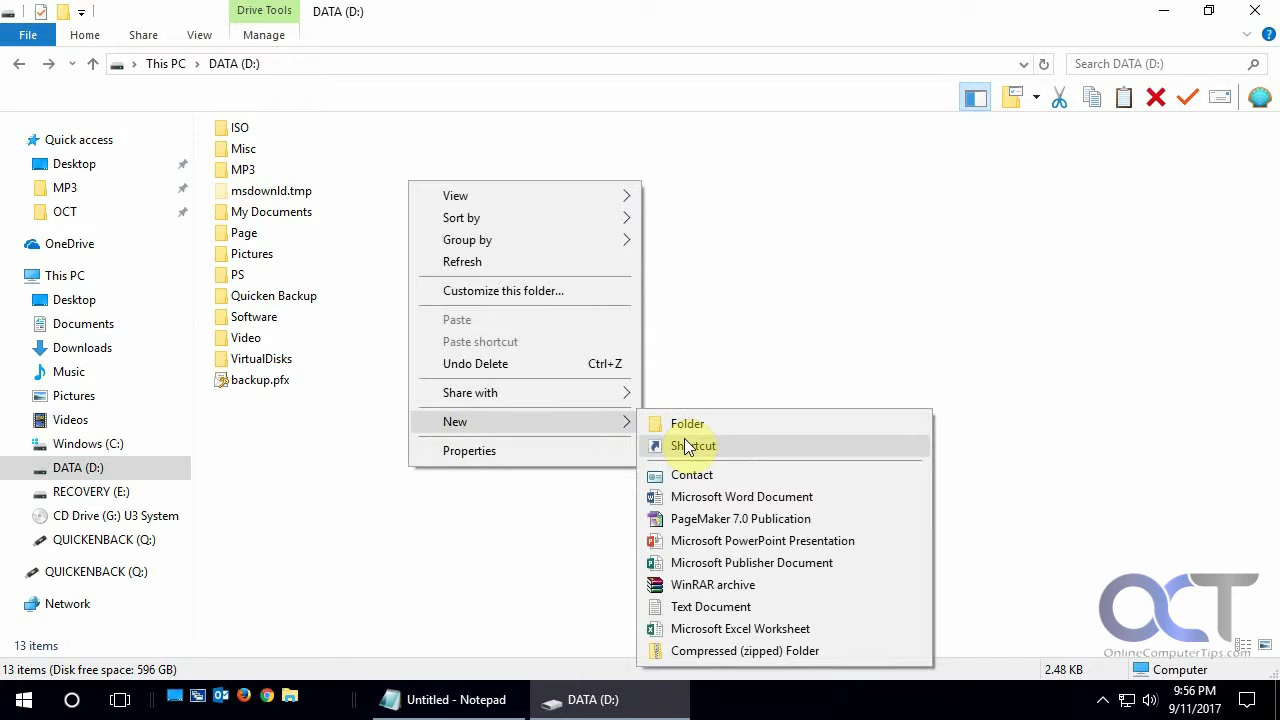 Drive Tools
DATA (D:)
File
Home
Share
View
Manage
This PC
DATA (D:)
Search DATA (D:)
Quick access
Desktop
MP3
OCT
OneDrive
This PC
Desktop
Documents
Downloads
Music
Pictures
Videos
Windows (C:)
DATA (D:)
RECOVERY (E:)
CD Drive (G:) U3 System
QUICKENBACK (Q:)
QUICKENBACK (Q:)
Network
ISO
Misc
MP3
msdownld.tmp
My Documents
Page
Pictures
PS
Quicken Backup
Software
Video
VirtualDisks
backup.pfx
View
Sort by
Group by
Refresh
Customize this folder...
Paste
Paste shortcut
Undo Delete Ctrl+Z
Share with
New
Properties
Folder
Shortcut
Contact
Microsoft Word Document
PageMaker 7.0 Publication
Microsoft PowerPoint Presentation
Microsoft Publisher Document
WinRAR archive
Text Document
Microsoft Excel Worksheet
Compressed (zipped) Folder
OCT
OnlineComputerTips.com
13 items
13 items (Disk free space: 596 GB)
2.48 KB
Computer
Untitled - Notepad
DATA (D:)
9:56 PM
9/11/2017